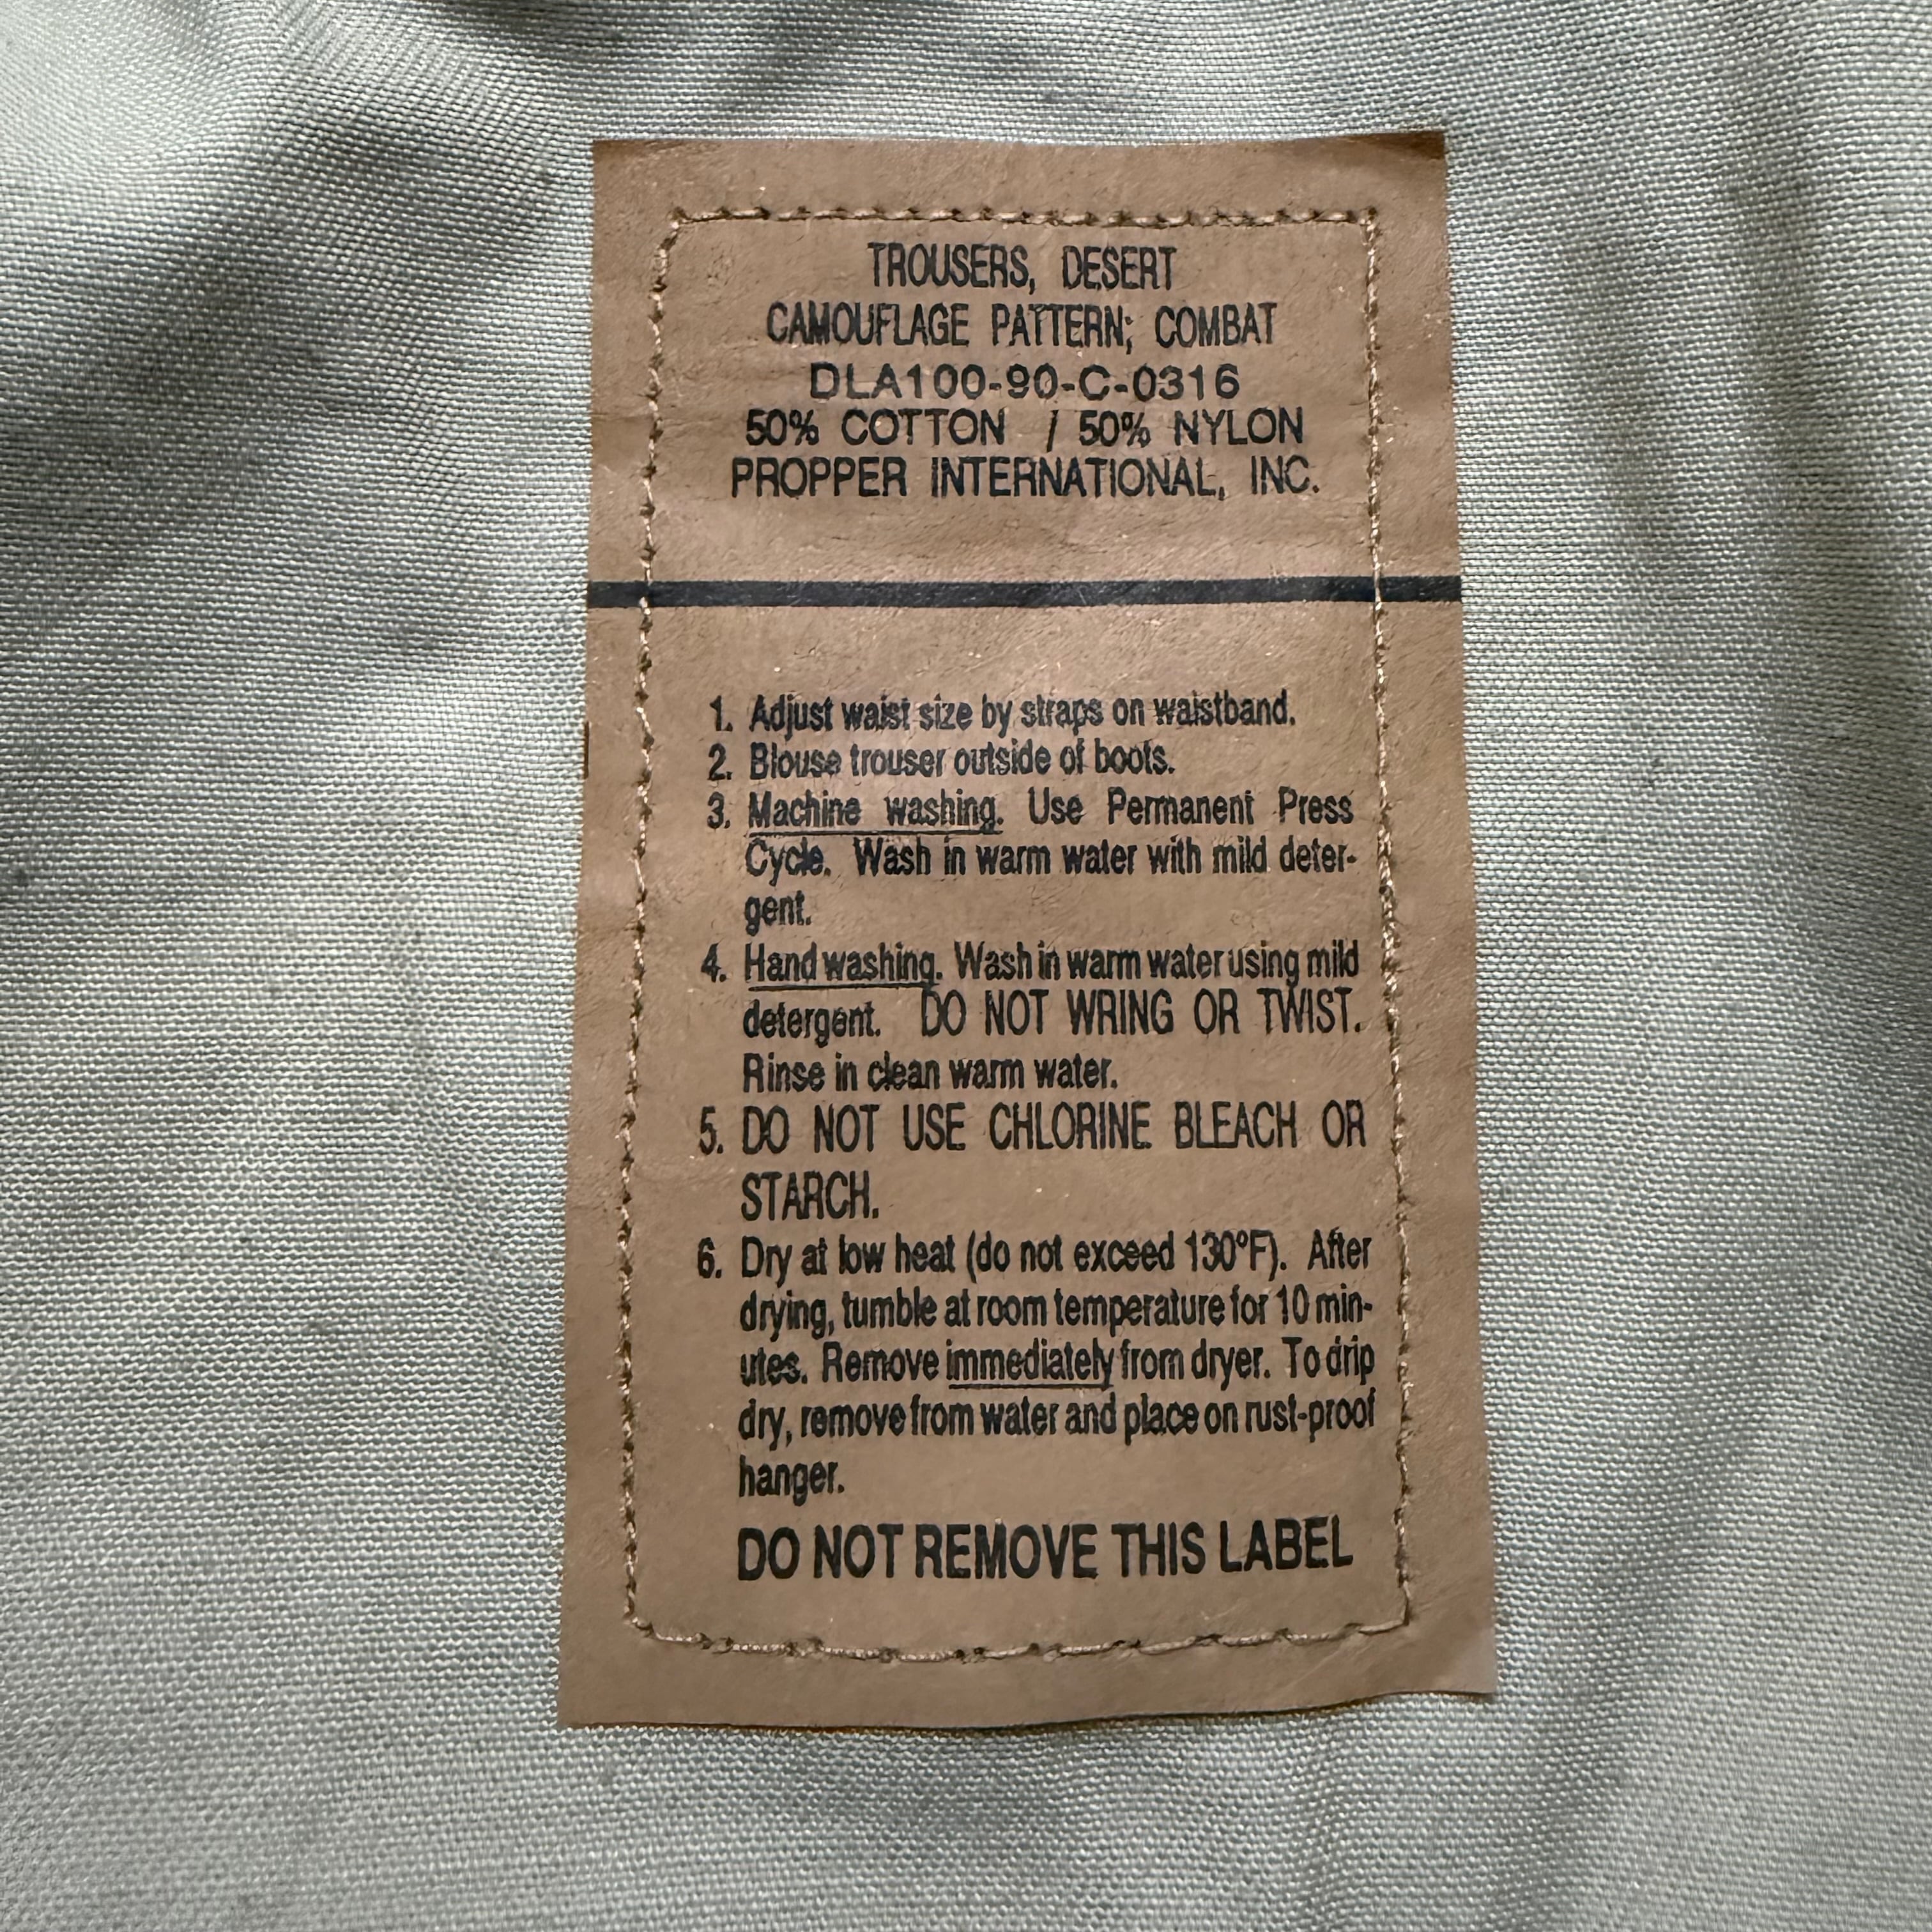 TROUSERS, DESERT
CAMOUFLAGE PATTERN; COMBAT
DLA100-90-C-0316
50% COTTON / 50% NYLON
PROPPER INTERNATIONAL, INC.
1. Adjust waist size by straps on waistband.
2. Blouse trouser outside of boots.
3. Machine washing. Use Permanent Press
Cycle. Wash in warm water with mild deter-
gent.
4. Hand washing. Wash in warm water using mild
detergent. DO NOT WRING OR TWIST.
Rinse in clean warm water.
5. DO NOT USE CHLORINE BLEACH OR
STARCH.
6. Dry at low heat (do not exceed 130°F). After
drying, tumble at room temperature for 10 min-
utes. Remove immediately from dryer. To drip
dry, remove from water and place on rust-proof
hanger.
DO NOT REMOVE THIS LABEL